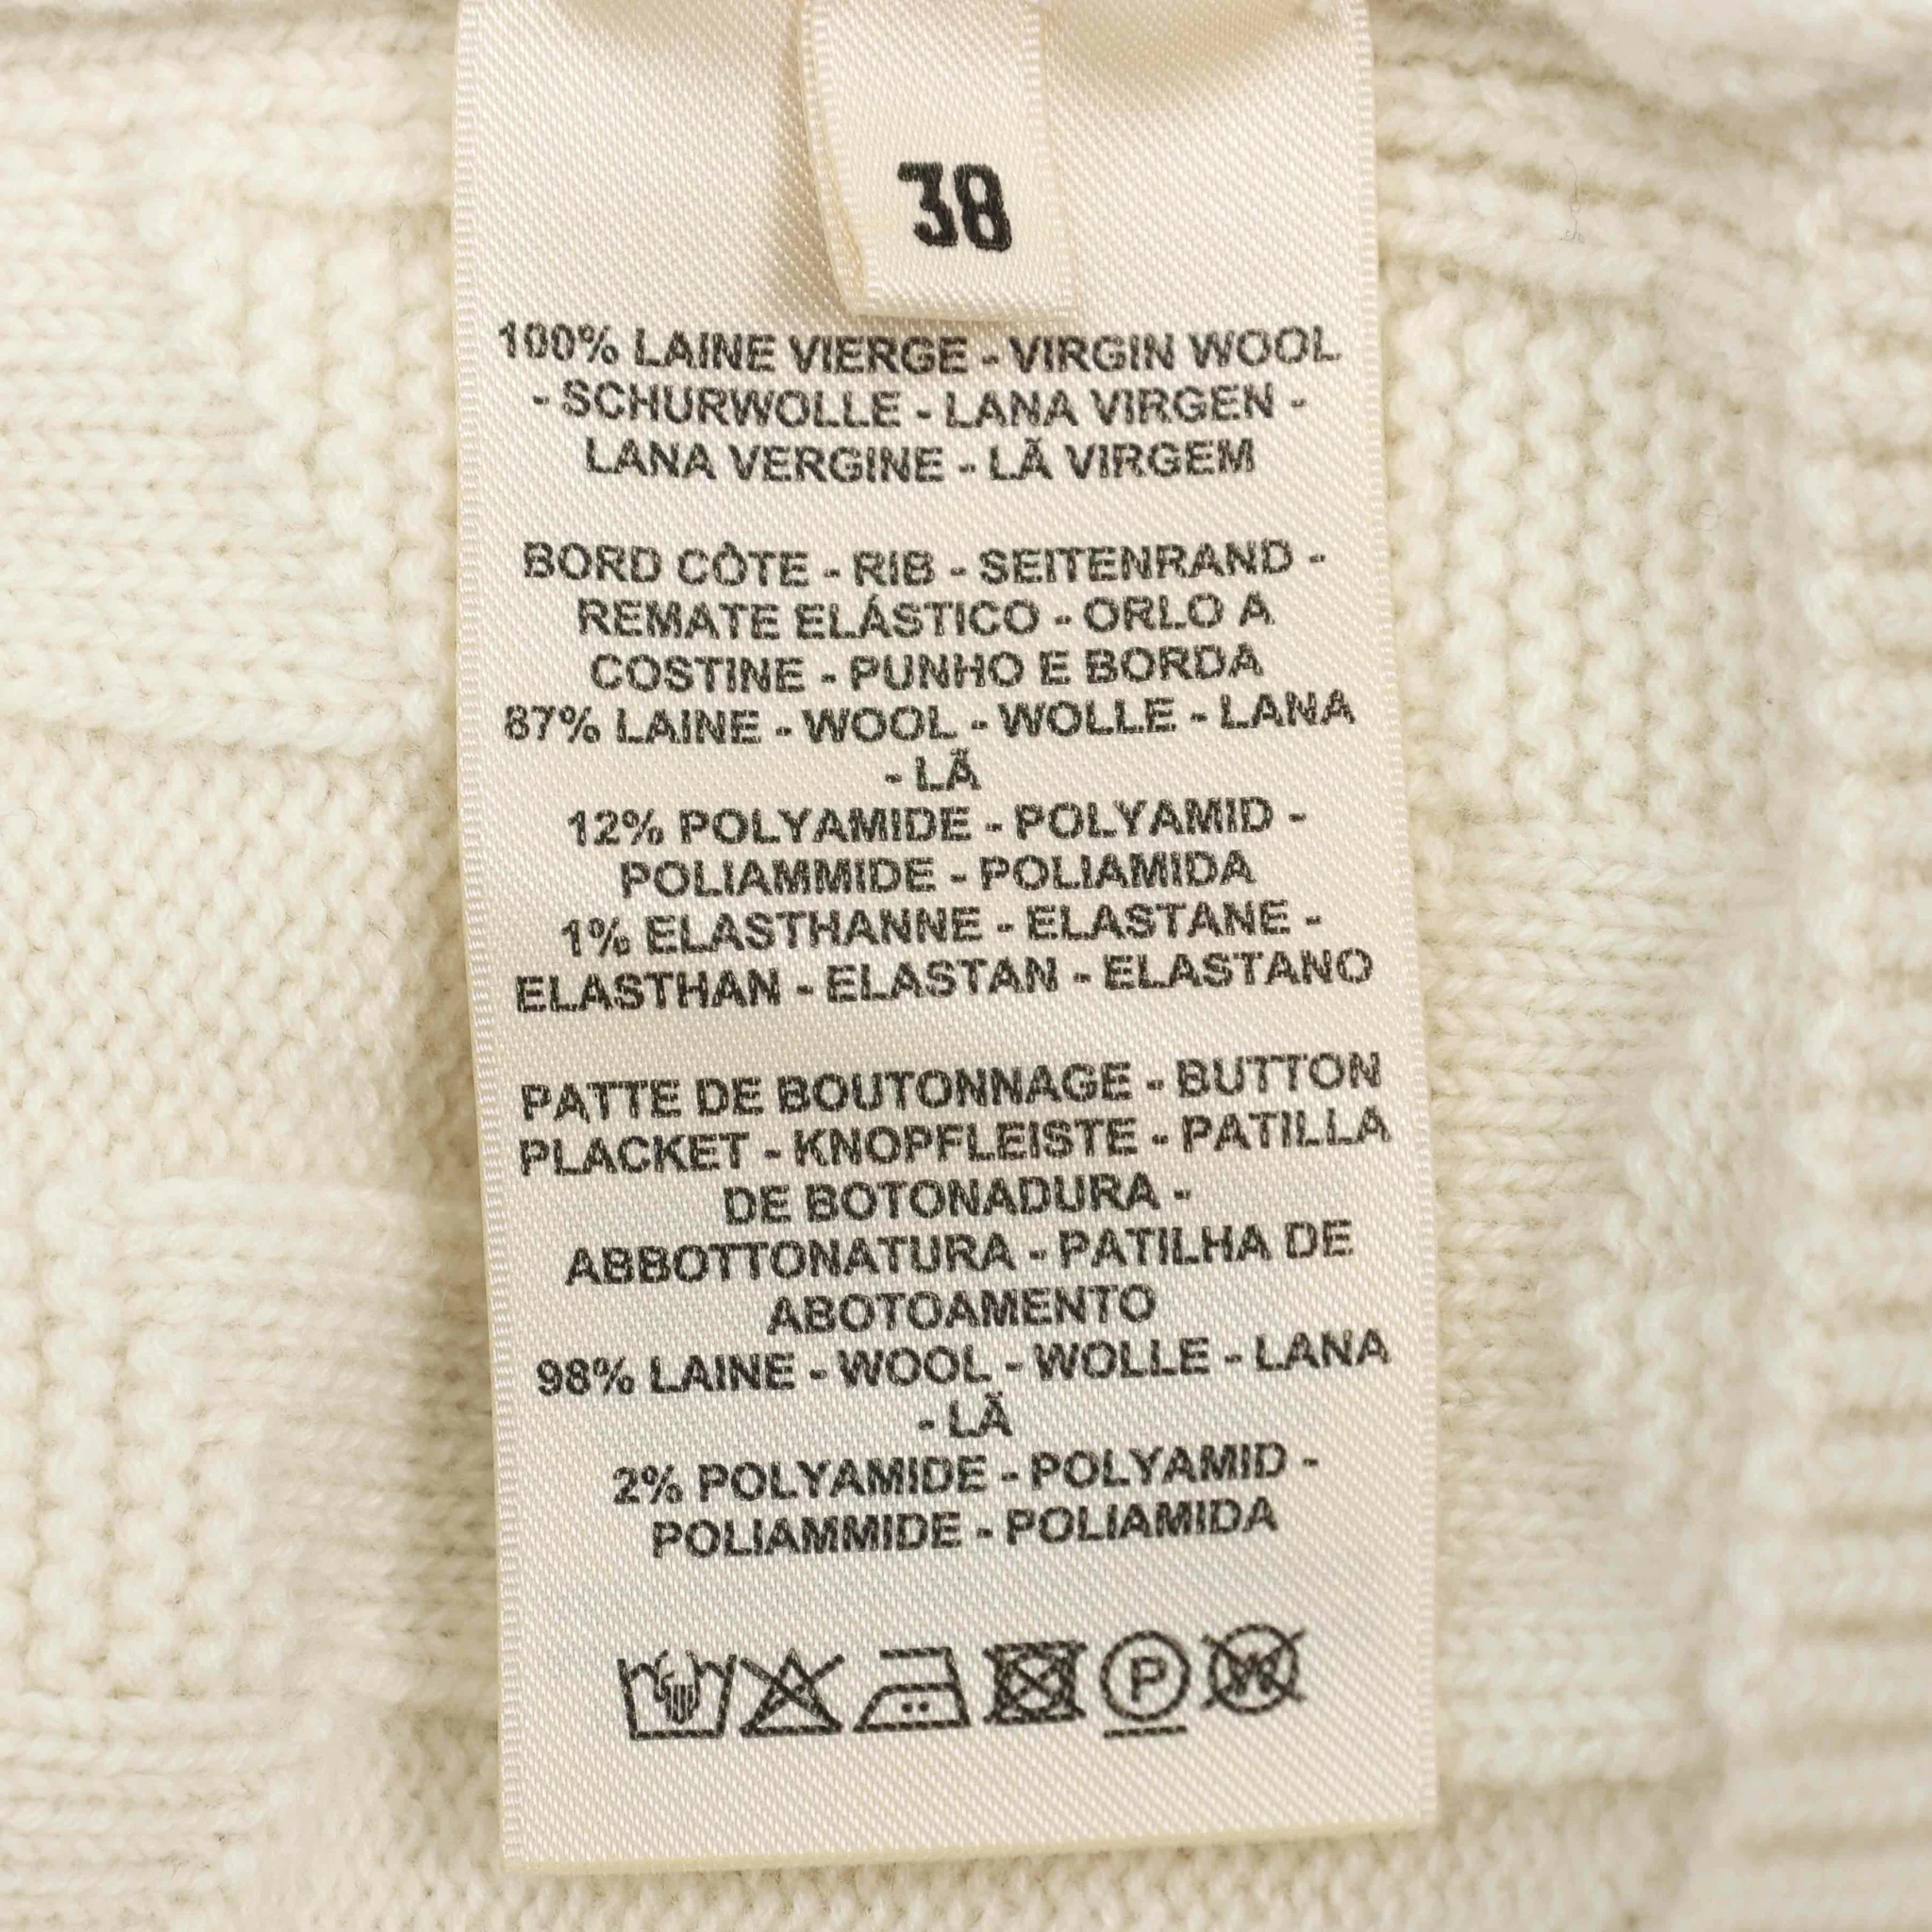 38
100% LAINE VIERGE - VIRGIN WOOL
- SCHURWOLLE - LANA VIRGEN -
LANA VERGINE - LÃ VIRGEM
BORD CÔTE - RIB - SEITENRAND -
REMATE ELÁSTICO - ORLO A
COSTINE - PUNHO E BORDA
87% LAINE - WOOL - WOLLE - LANA
- LÃ
12% POLYAMIDE - POLYAMID -
POLIAMMIDE - POLIAMIDA
1% ELASTHANNE - ELASTANE -
ELASTHAN - ELASTAN - ELASTANO
PATTE DE BOUTONNAGE - BUTTON
PLACKET - KNOPFLEISTE - PATILLA
DE BOTONADURA -
ABBOTTONATURA - PATILHA DE
ABOTOAMENTO
98% LAINE - WOOL - WOLLE - LANA
- LÃ
2% POLYAMIDE - POLYAMID -
POLIAMMIDE - POLIAMIDA
P W